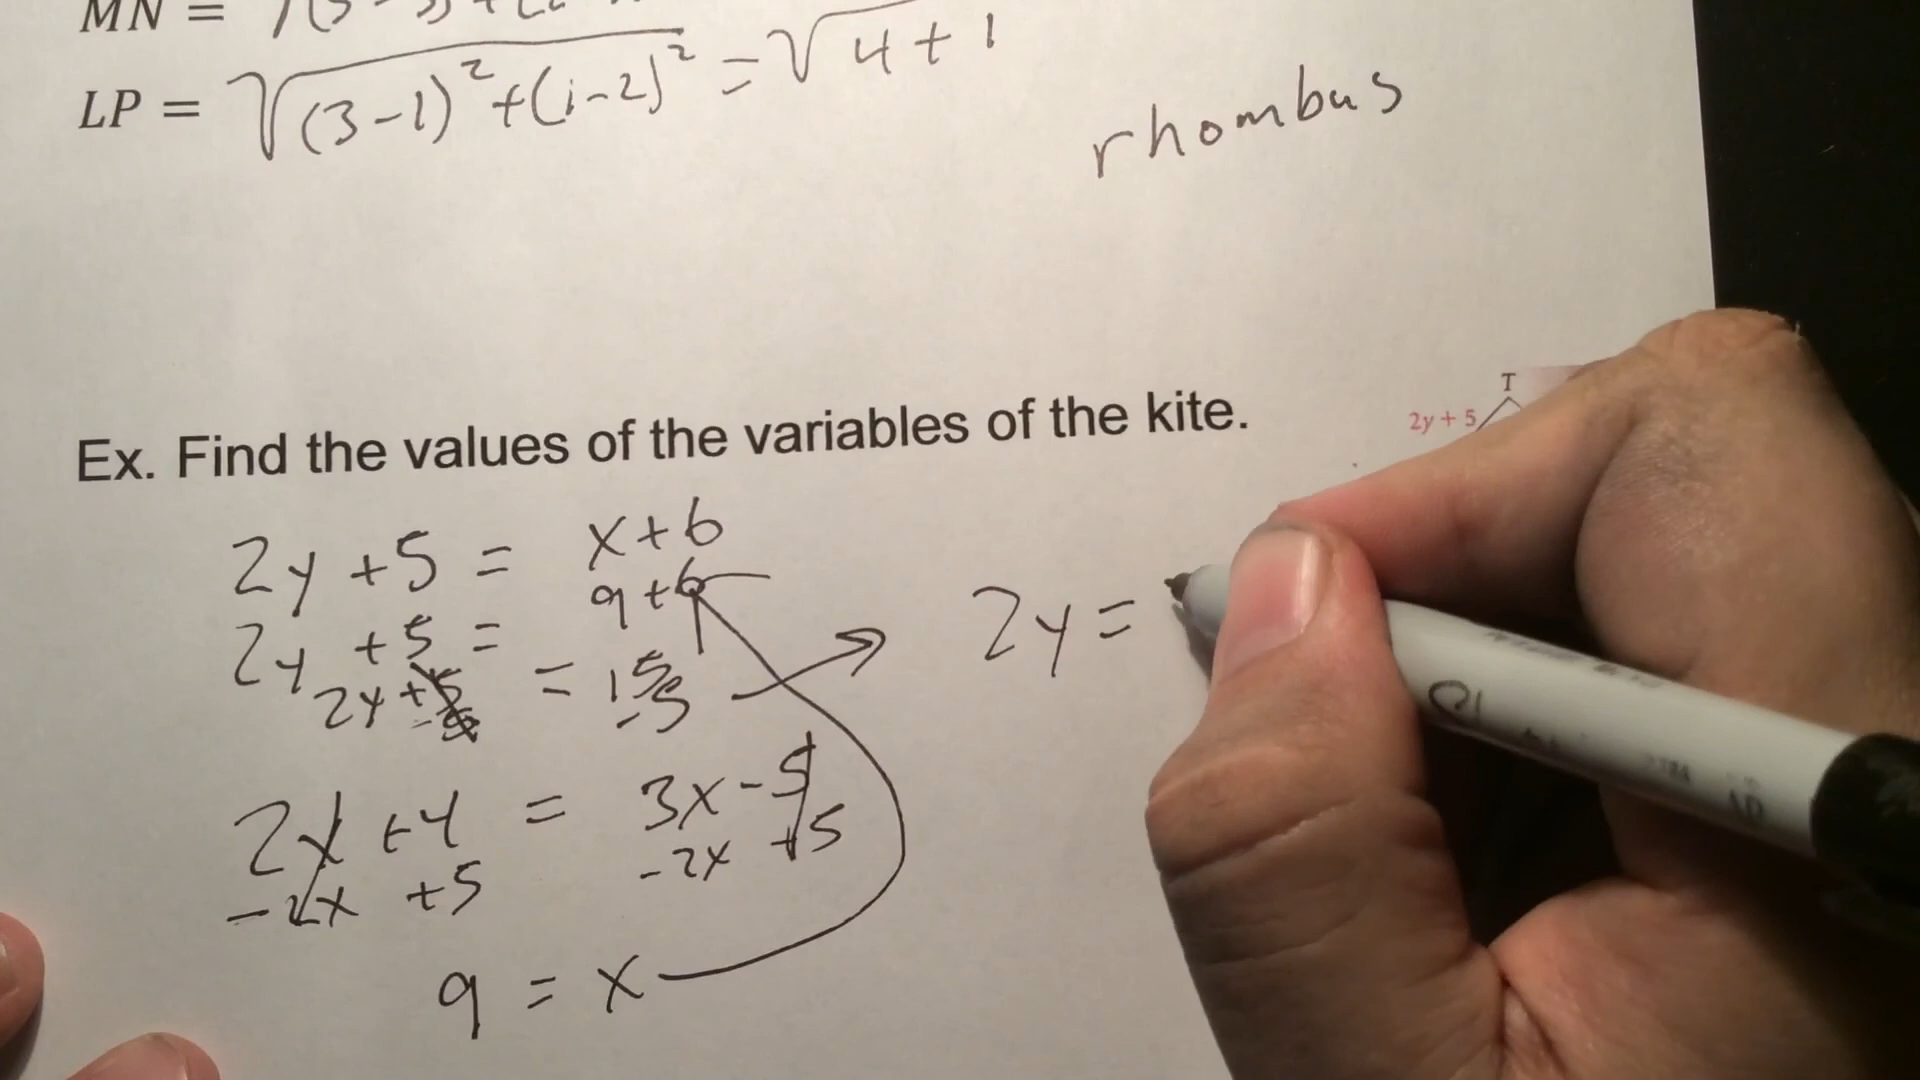 MN =
LP = √(3-1)²+(1-2)² = √4+1
rhombus
T
2y + 5
Ex. Find the values of the variables of the kite.
2y +5 = x+6
2y +5 = 9+6
2y +5 = 15
-5 -5
2y =
2x +4 = 3x-5
-2x +5 -2x +5
9 = x